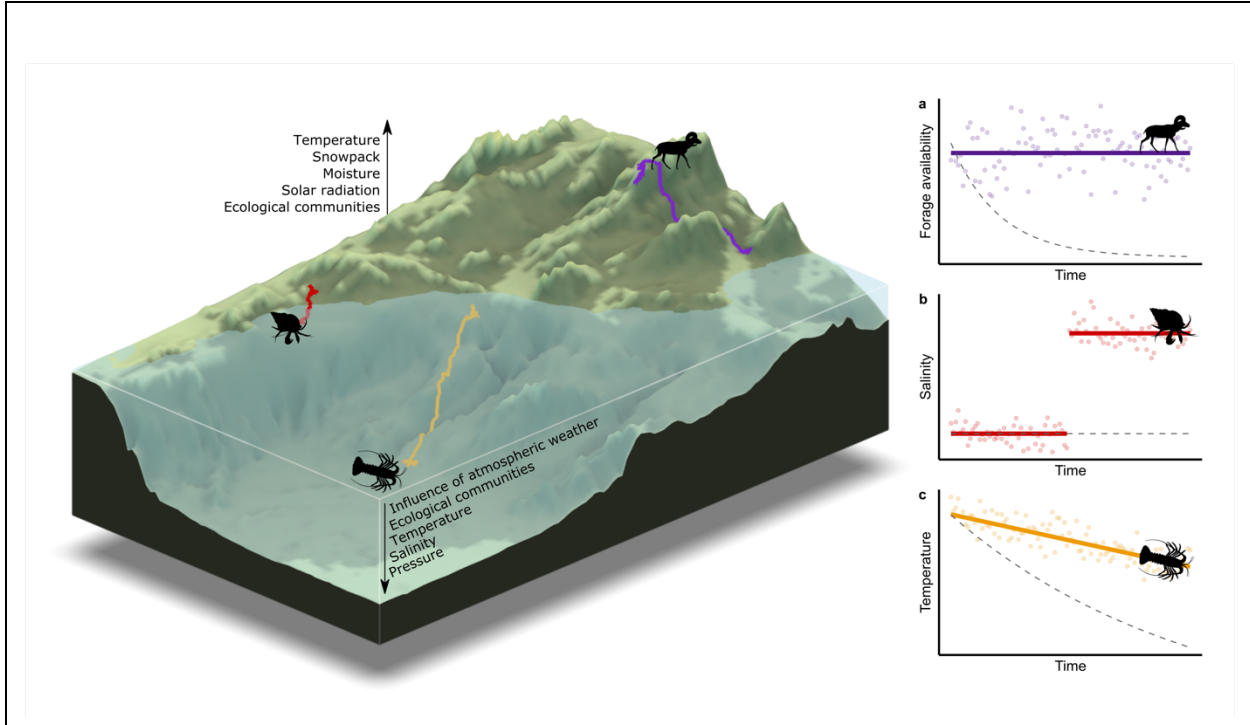 Temperature
Snowpack
Moisture
Solar radiation
Ecological communities
Influence of atmospheric weather
Ecological communities
Temperature
Salinity
Pressure
a
Forage availability
Time
b
Salinity
Time
c
Temperature
Time